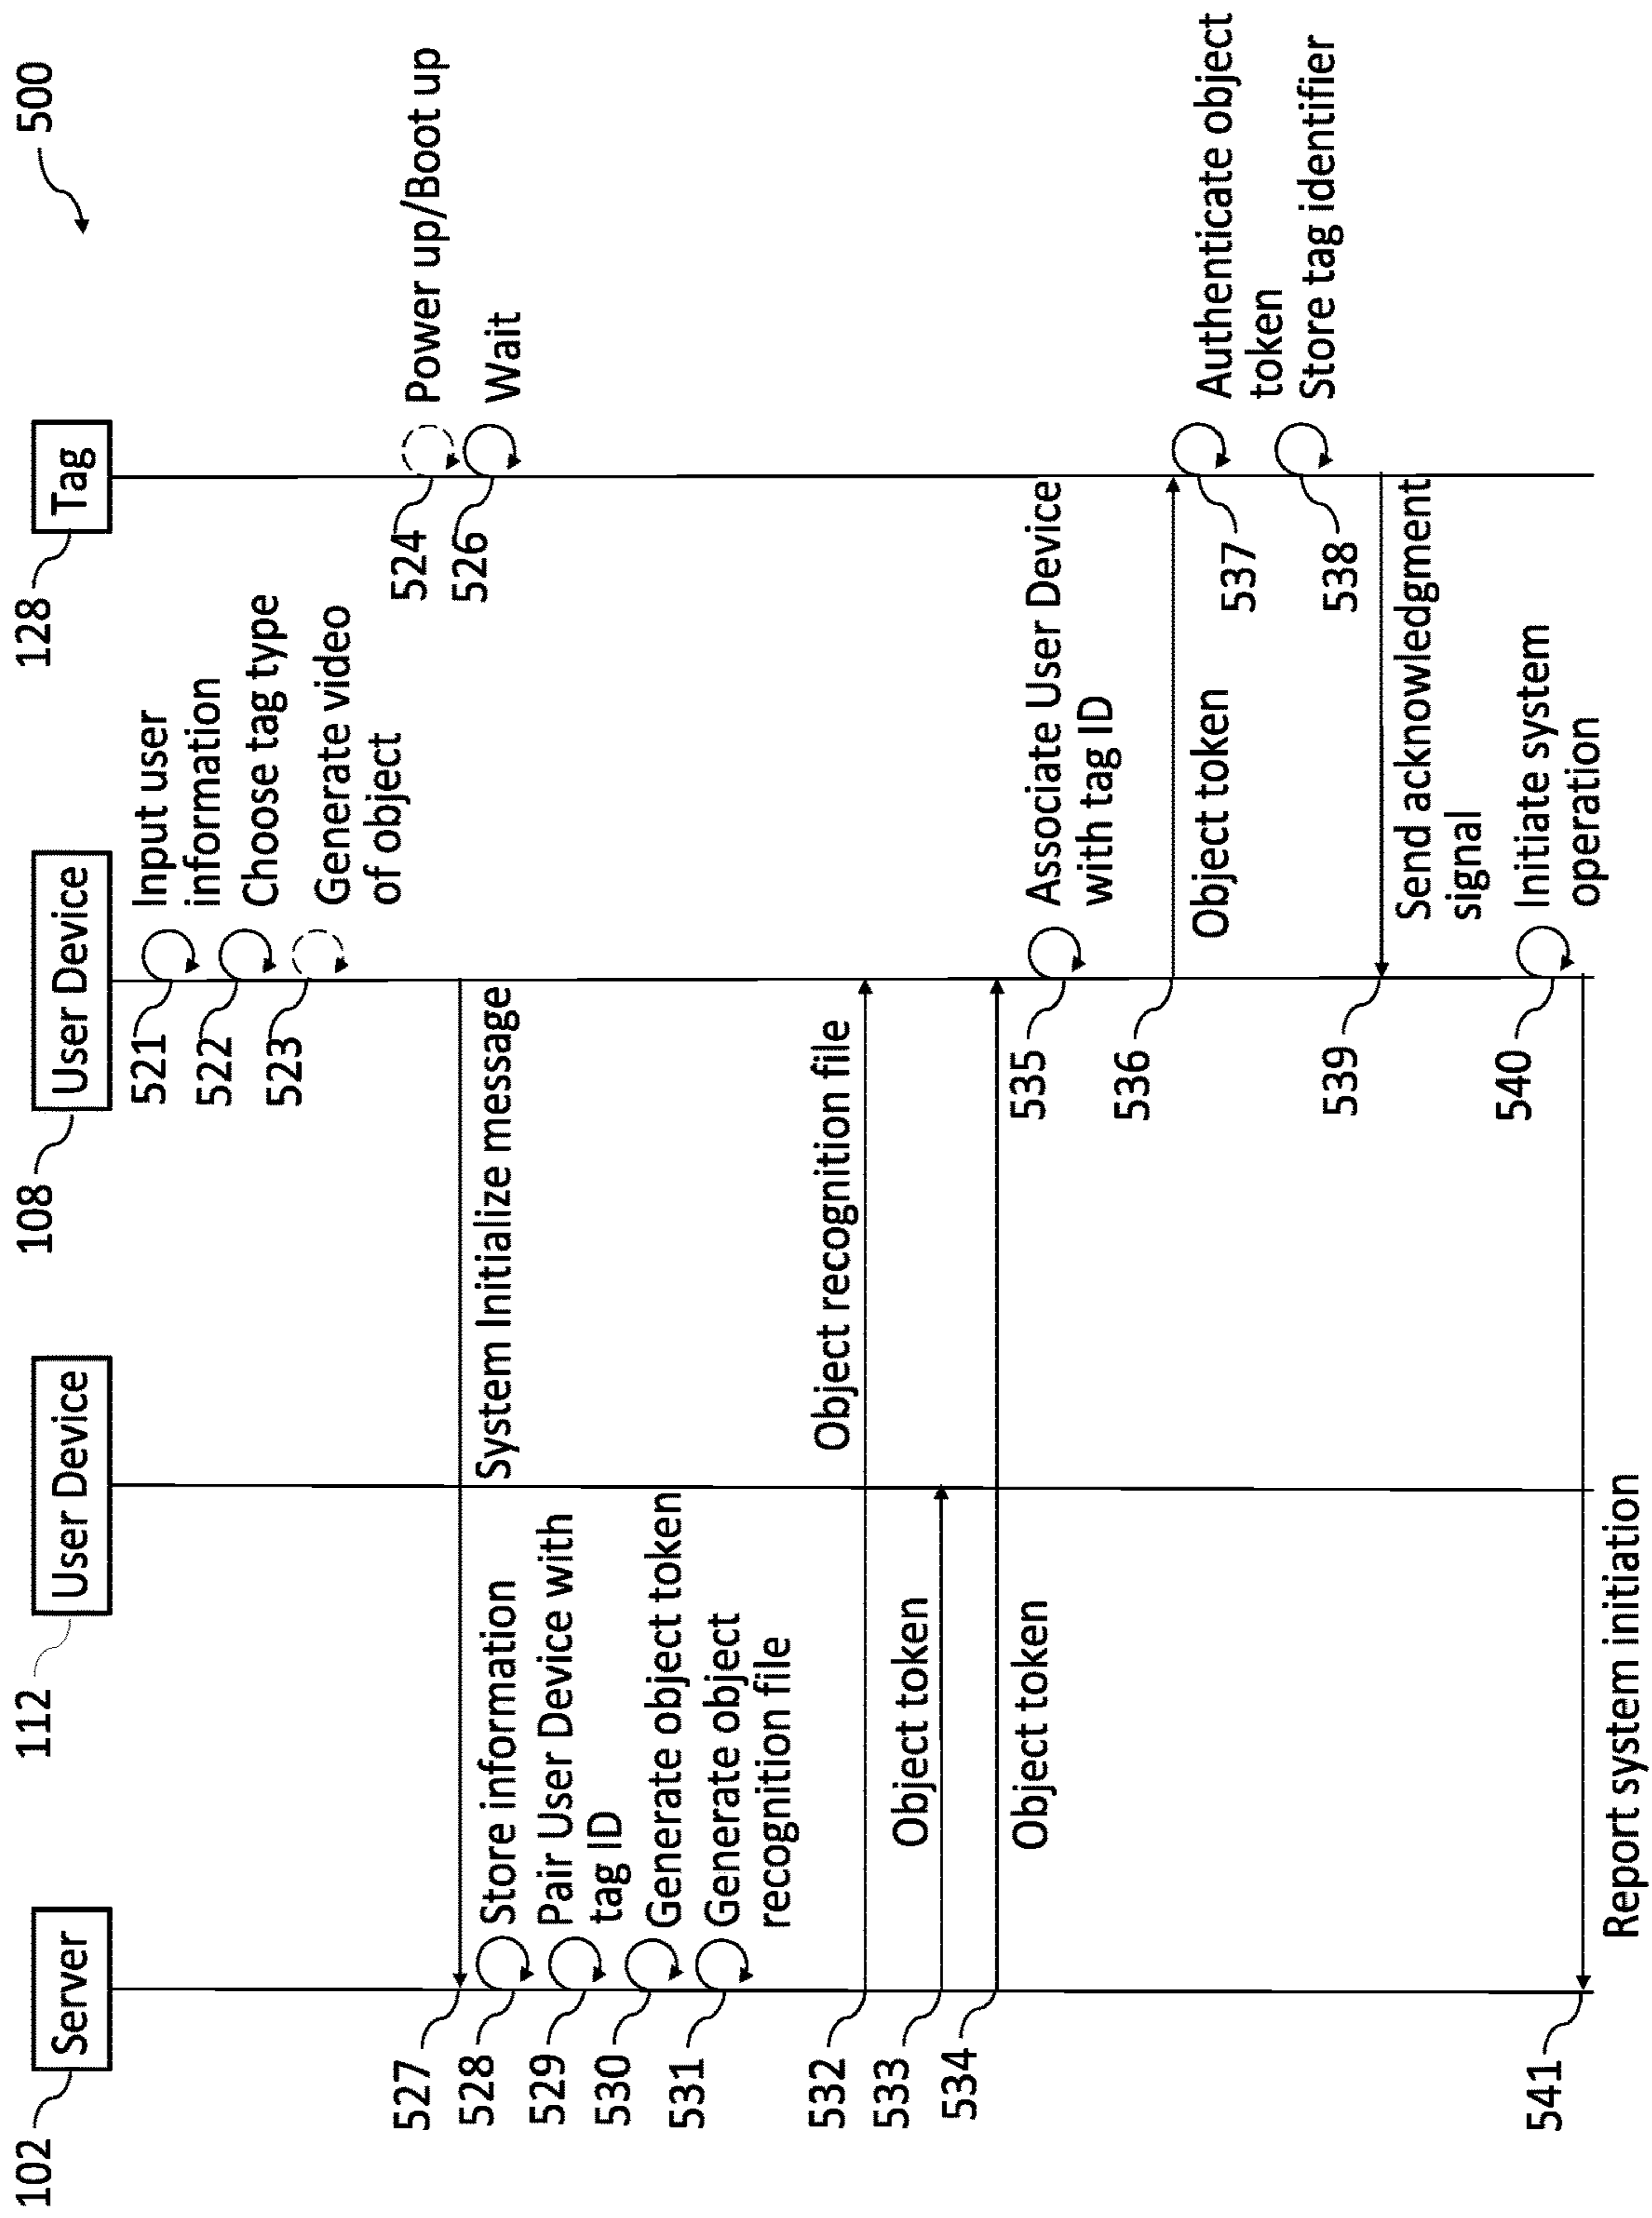 500
102
Server
112
User Device
108
User Device
128
Tag
521
Input user
information
522
Choose tag type
523
Generate video
of object
524
Power up/Boot up
526
Wait
527
System Initialize message
528
Store information
529
Pair User Device with
tag ID
530
Generate object token
531
Generate object
recognition file
532
Object recognition file
533
Object token
534
Object token
535
Associate User Device
with tag ID
536
Object token
537
Authenticate object
token
538
Store tag identifier
539
Send acknowledgment
signal
540
Initiate system
operation
541
Report system initiation